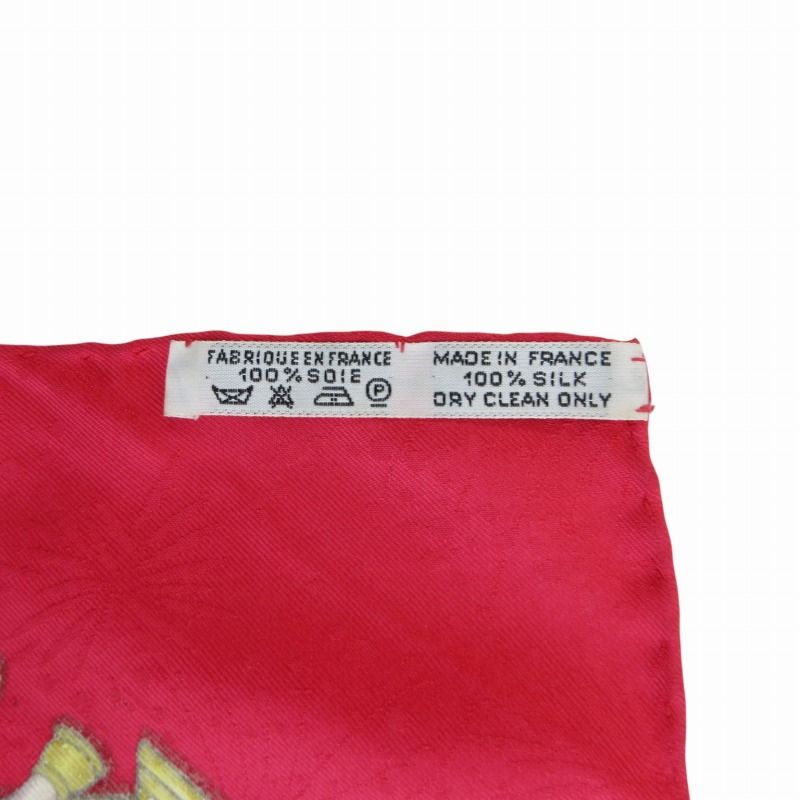 FABRIQUE EN FRANCE
100% SOIE
MADE IN FRANCE
100% SILK
DRY CLEAN ONLY